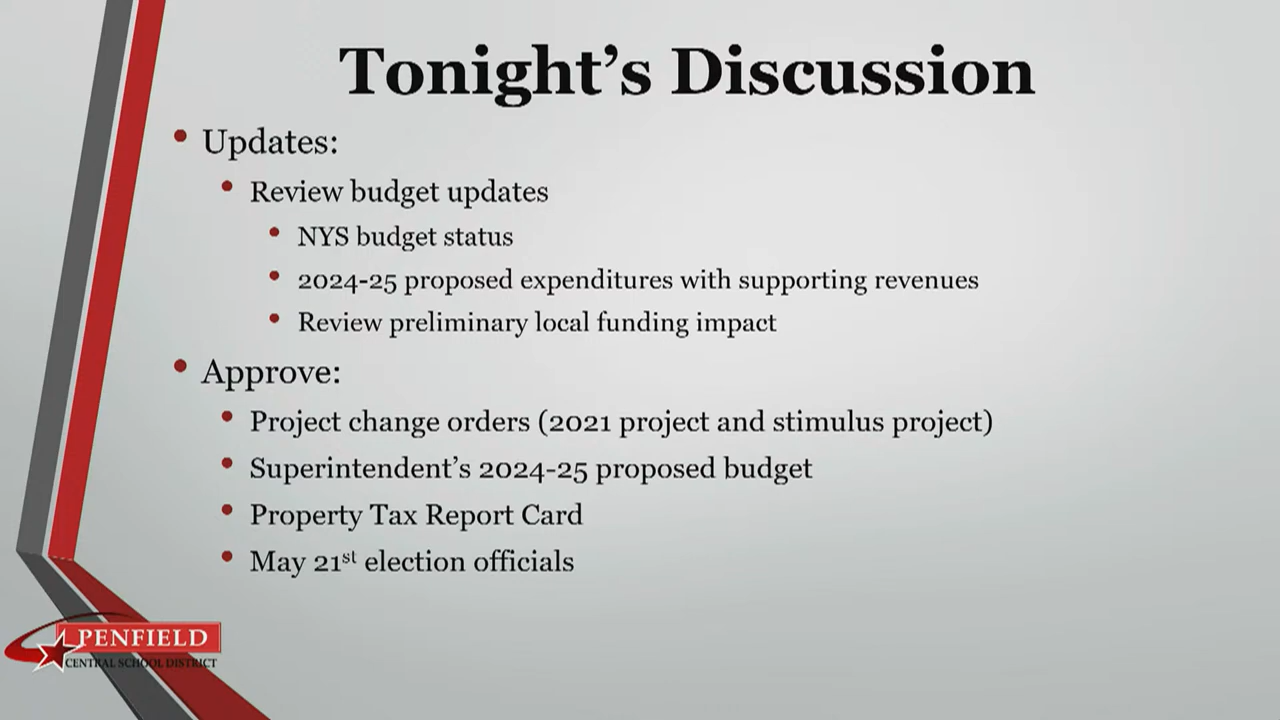 Tonight’s Discussion
• Updates:
• Review budget updates
• NYS budget status
• 2024-25 proposed expenditures with supporting revenues
• Review preliminary local funding impact
• Approve:
• Project change orders (2021 project and stimulus project)
• Superintendent’s 2024-25 proposed budget
• Property Tax Report Card
• May 21st election officials
PENFIELD
CENTRAL SCHOOL DISTRICT